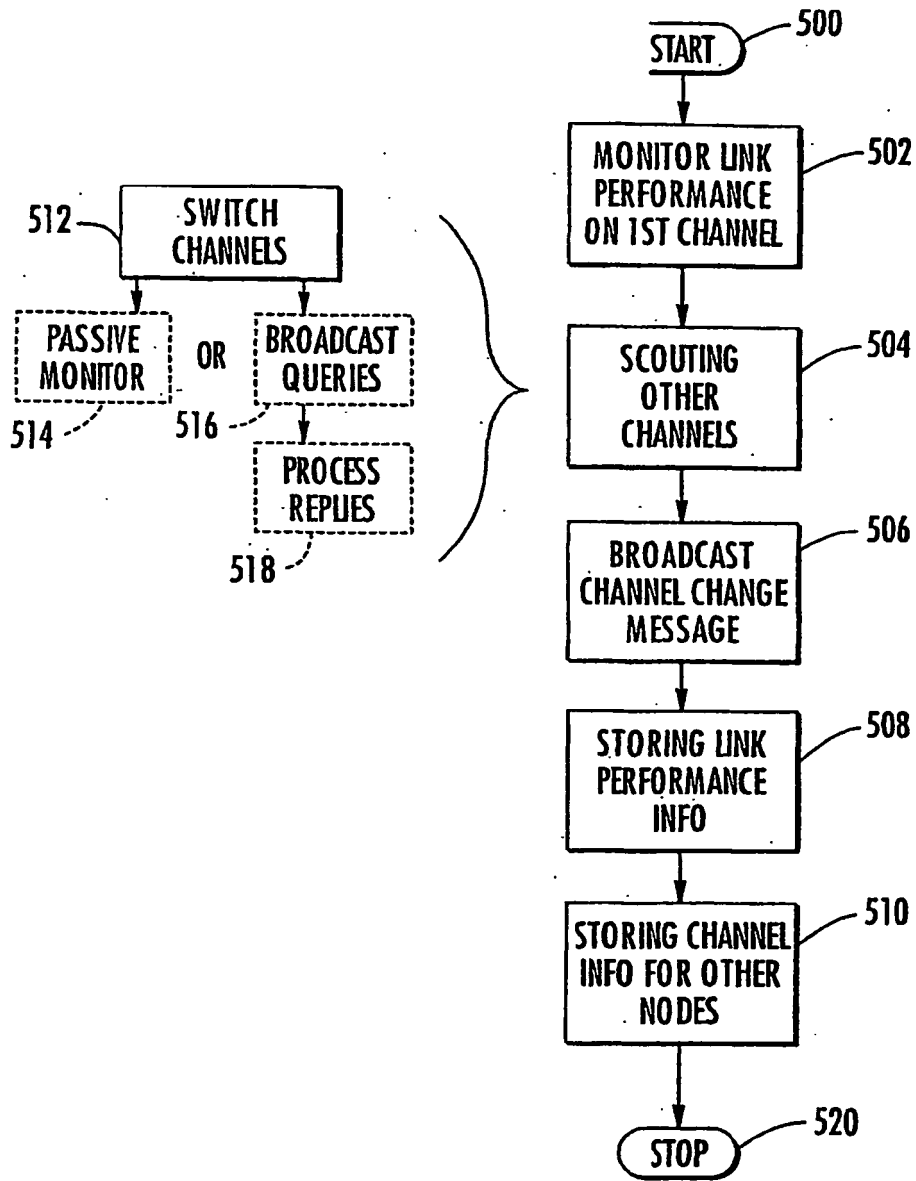 START
500
MONITOR LINK
PERFORMANCE
ON 1ST CHANNEL
502
SCOUTING
OTHER
CHANNELS
504
BROADCAST
CHANNEL CHANGE
MESSAGE
506
STORING LINK
PERFORMANCE
INFO
508
STORING CHANNEL
INFO FOR OTHER
NODES
510
STOP
520
512
SWITCH
CHANNELS
PASSIVE
MONITOR
514
OR
BROADCAST
QUERIES
516
PROCESS
REPLIES
518